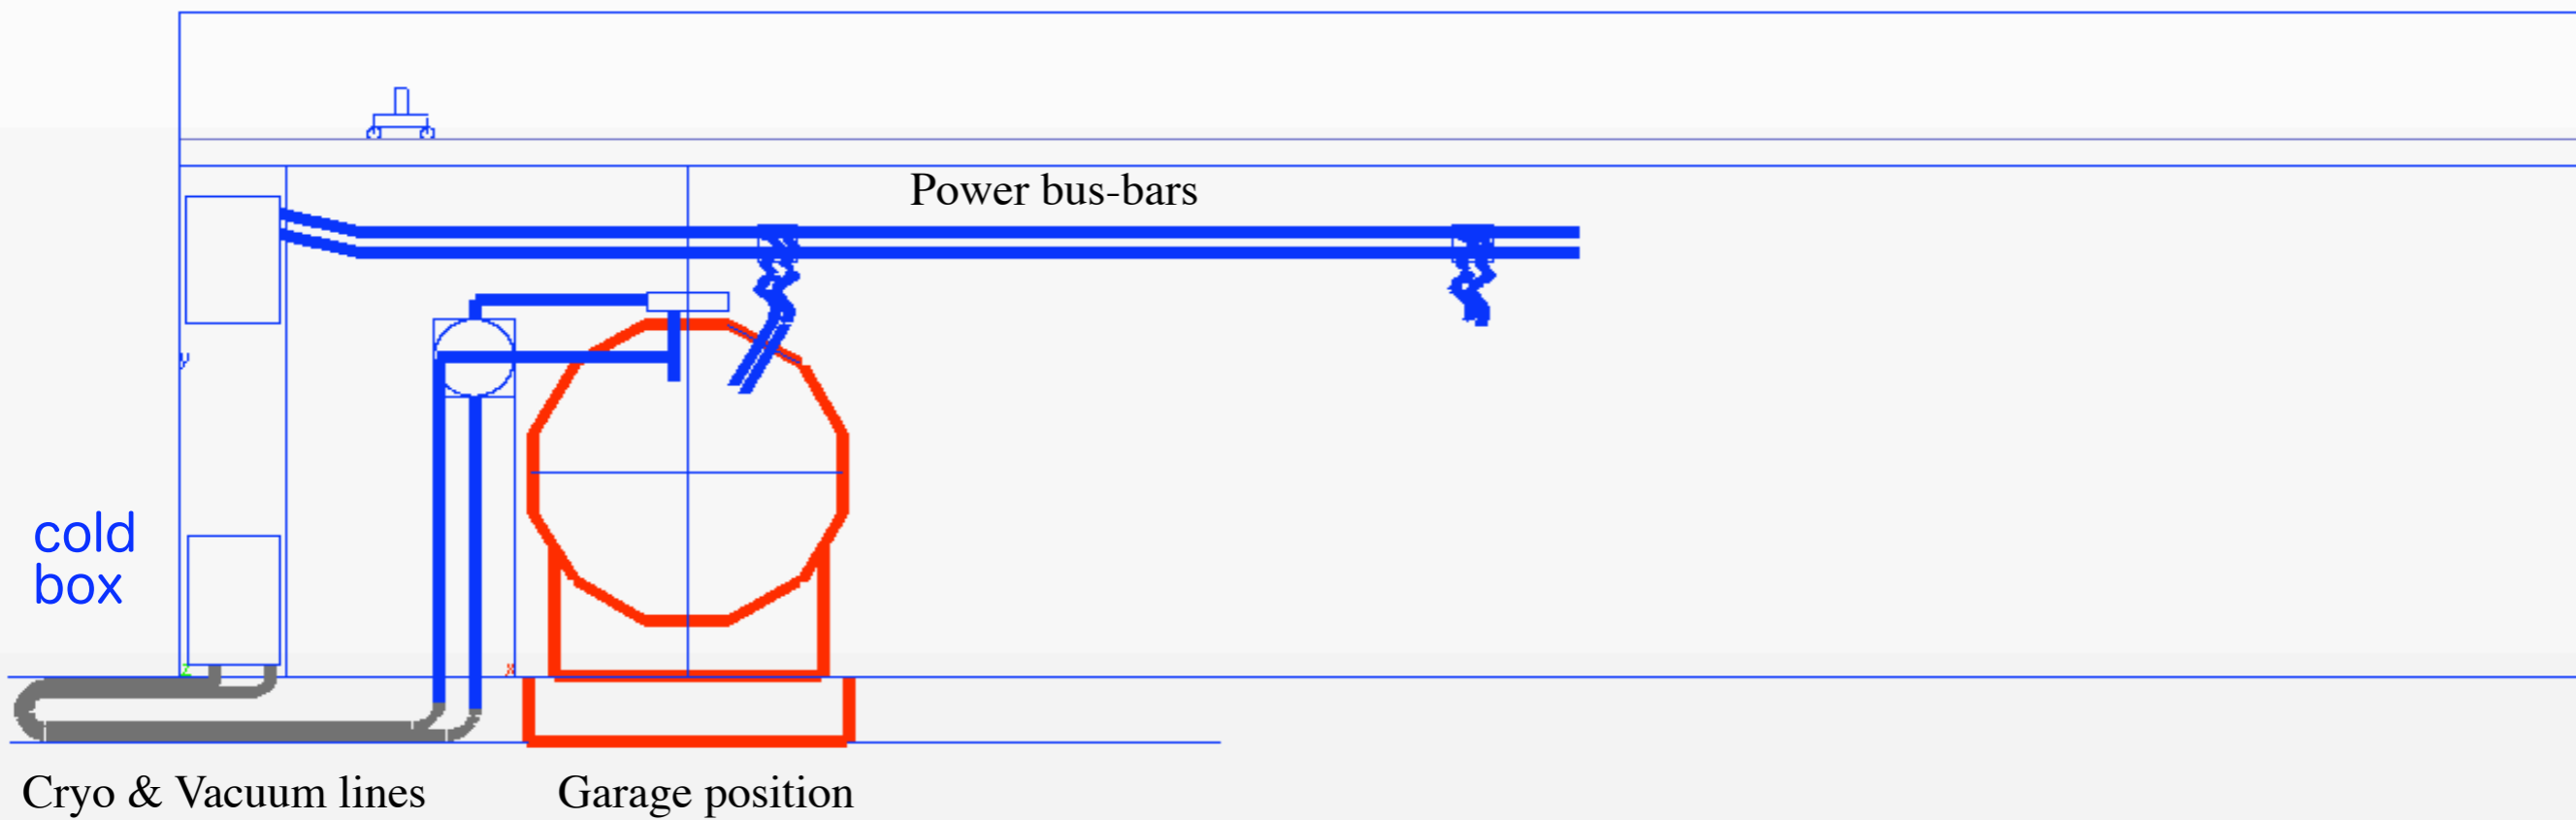 Power bus-bars
y
cold
box
z
x
Cryo & Vacuum lines
Garage position